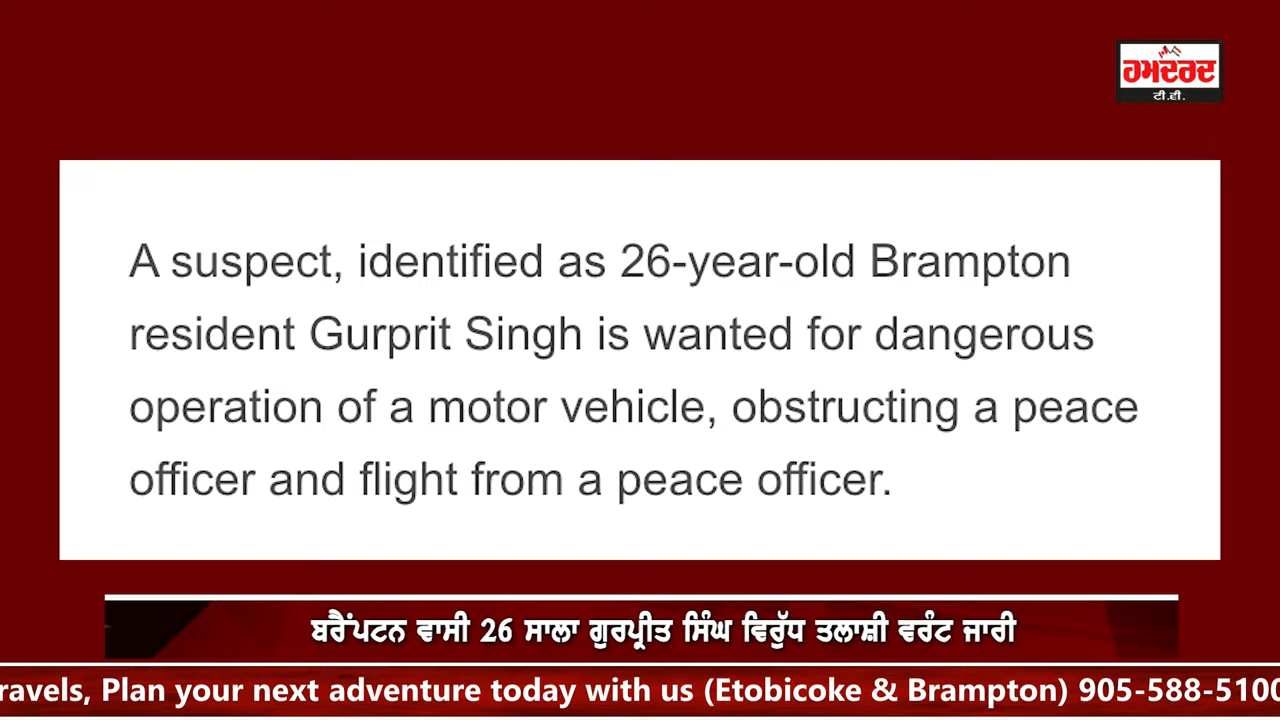 ਹਮਦਰਦ
ਟੀ.ਵੀ.
A suspect, identified as 26-year-old Brampton
resident Gurprit Singh is wanted for dangerous
operation of a motor vehicle, obstructing a peace
officer and flight from a peace officer.
ਬਰੈਂਪਟਨ ਵਾਸੀ 26 ਸਾਲਾ ਗੁਰਪ੍ਰੀਤ ਸਿੰਘ ਵਿਰੁੱਧ ਤਲਾਸ਼ੀ ਵਰੰਟ ਜਾਰੀ
ravels, Plan your next adventure today with us (Etobicoke & Brampton) 905-588-5100